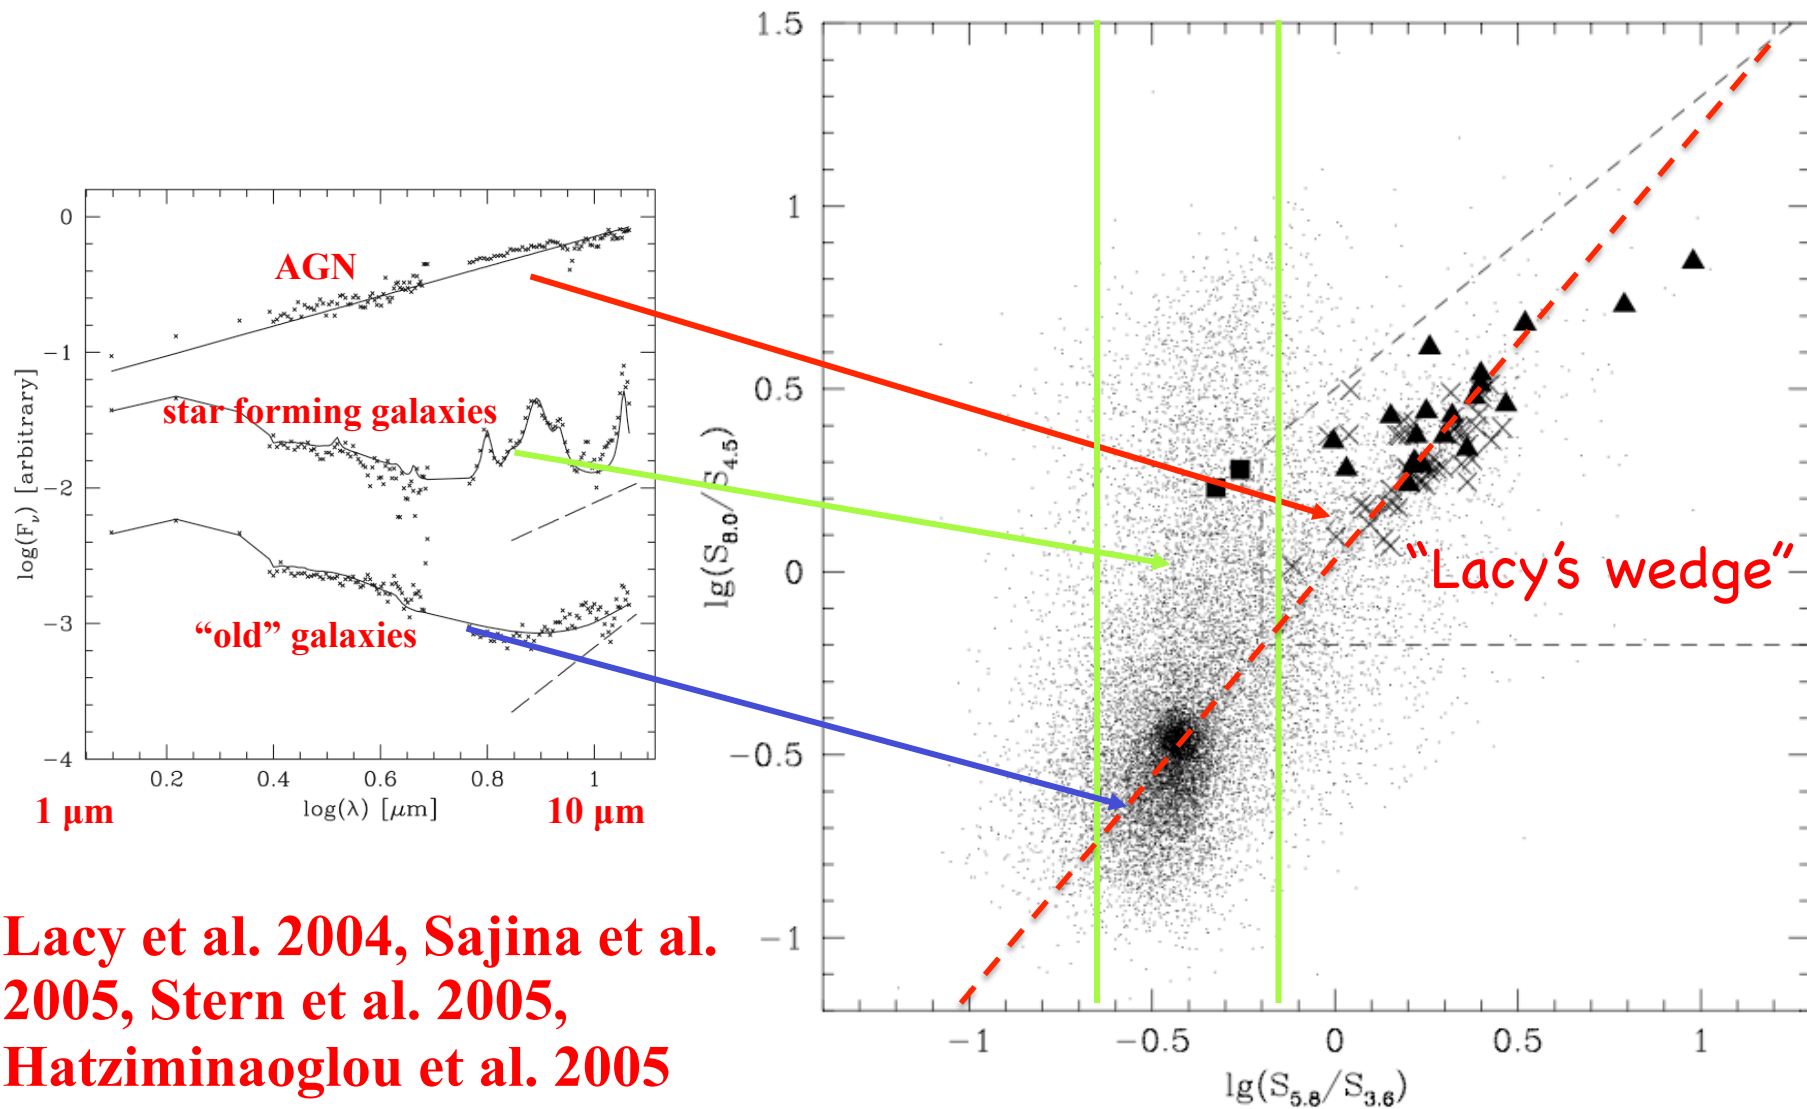 AGN
star forming galaxies
“old” galaxies
log(Fν) [arbitrary]
0
−1
−2
−3
−4
0.2
0.4
0.6
0.8
1
log(λ) [μm]
1 μm
10 μm
1.5
1
0.5
0
−0.5
−1
lg(S8.0/S4.5)
“Lacy’s wedge”
−1
−0.5
0
0.5
1
lg(S5.8/S3.6)
Lacy et al. 2004, Sajina et al.
2005, Stern et al. 2005,
Hatziminaoglou et al. 2005